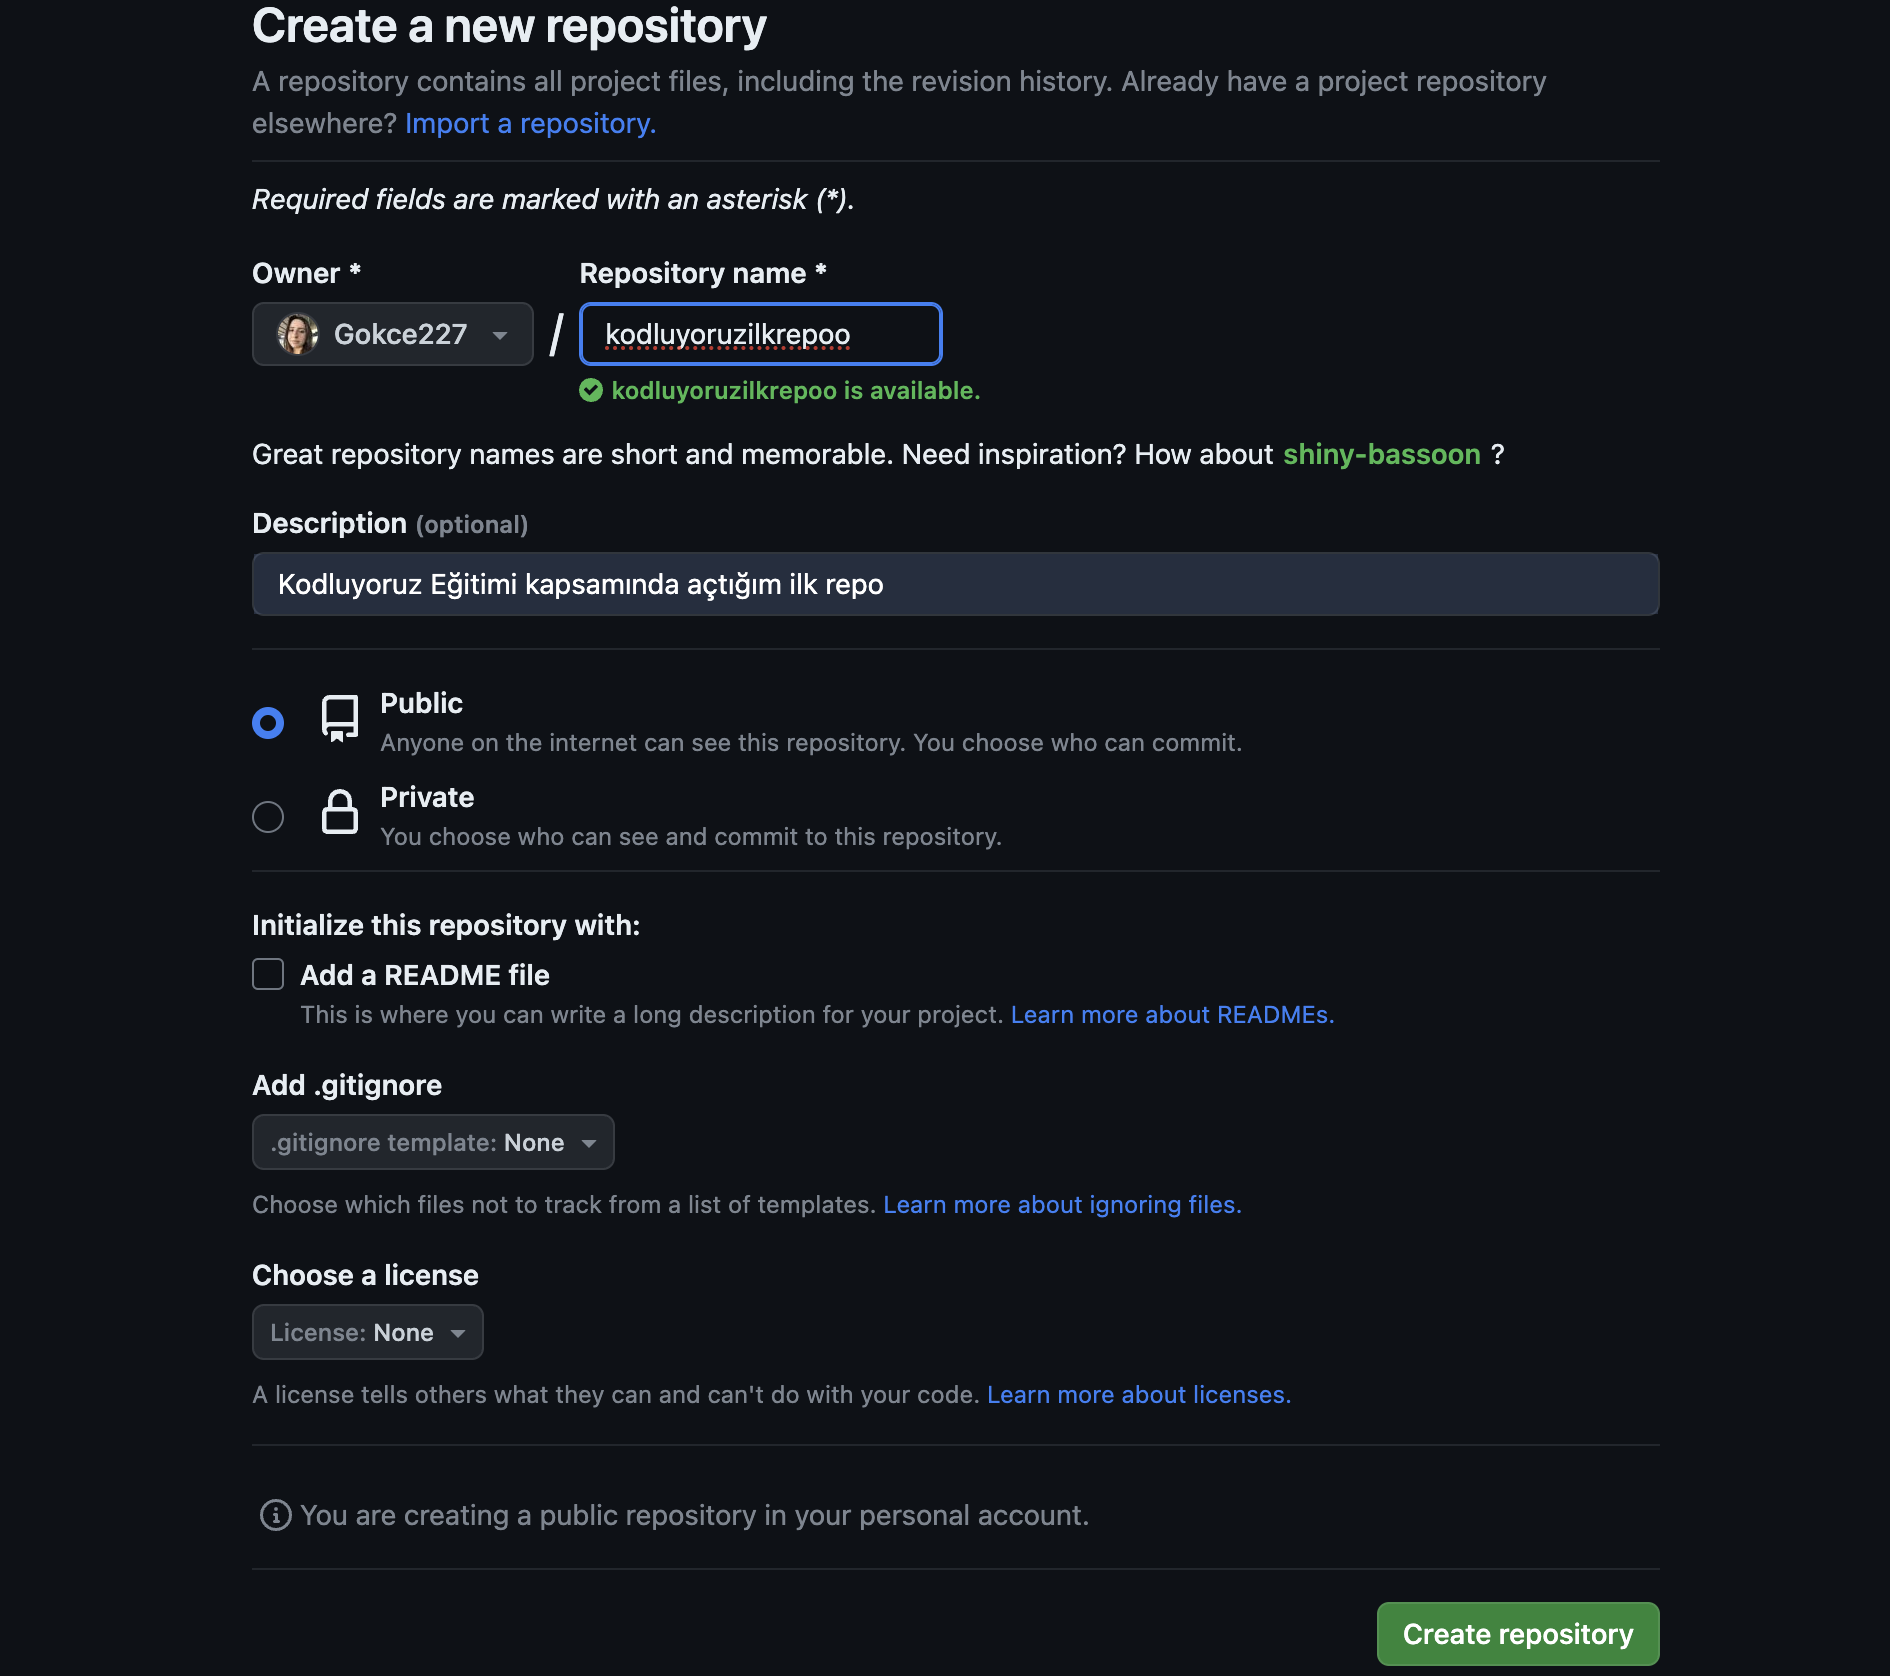 Create a new repository
A repository contains all project files, including the revision history. Already have a project repository
elsewhere? Import a repository.
Required fields are marked with an asterisk (*).
Owner * Repository name *
Gokce227 / kodluyoruzilkrepoo
kodluyoruzilkrepoo is available.
Great repository names are short and memorable. Need inspiration? How about shiny-bassoon ?
Description (optional)
Kodluyoruz Eğitimi kapsamında açtığım ilk repo
Public
Anyone on the internet can see this repository. You choose who can commit.
Private
You choose who can see and commit to this repository.
Initialize this repository with:
Add a README file
This is where you can write a long description for your project. Learn more about READMEs.
Add .gitignore
.gitignore template: None
Choose which files not to track from a list of templates. Learn more about ignoring files.
Choose a license
License: None
A license tells others what they can and can't do with your code. Learn more about licenses.
You are creating a public repository in your personal account.
Create repository